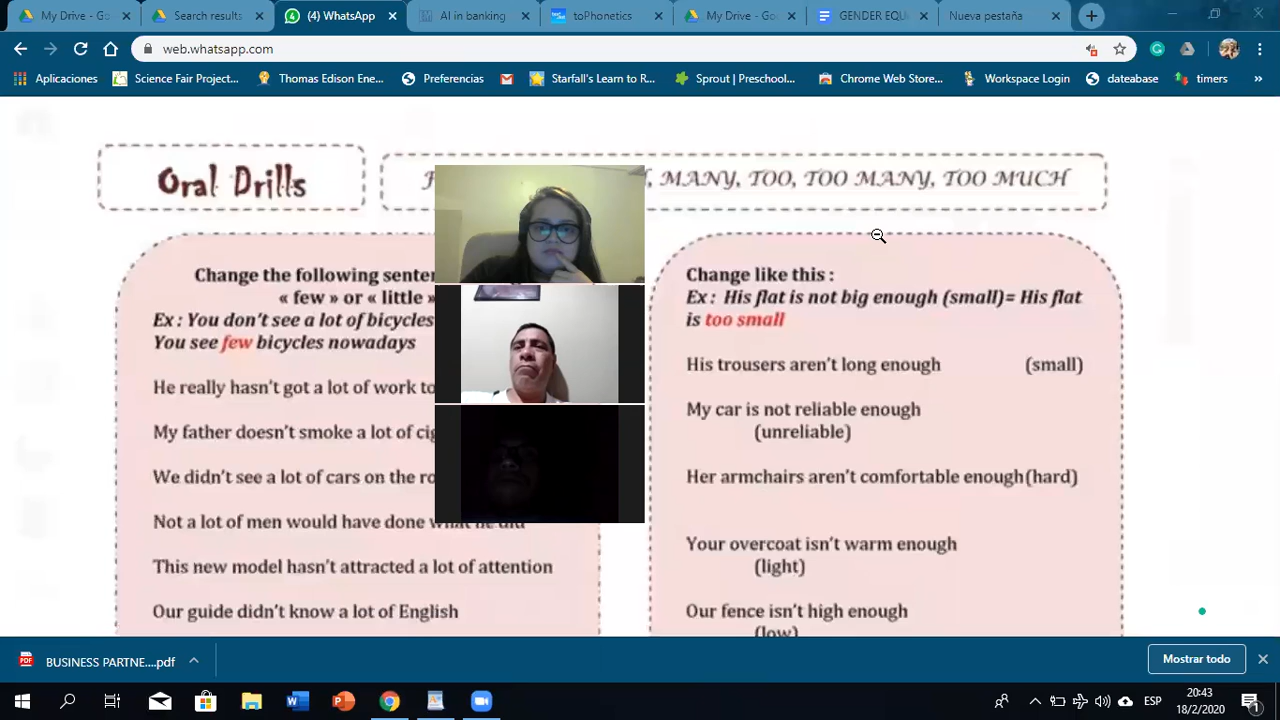 My Drive - Go
Search results
(4) WhatsApp
AI in banking
toPhonetics
My Drive - Go
GENDER EQU
Nueva pestaña
web.whatsapp.com
Aplicaciones
Science Fair Project...
Thomas Edison Ene...
Preferencias
Starfall's Learn to R...
Sprout | Preschool...
Chrome Web Store...
Workspace Login
dateabase
timers
»
Oral Drills
MANY, TOO, TOO MANY, TOO MUCH
Change the following senten
« few » or « little »
Ex : You don't see a lot of bicycles
You see few bicycles nowadays
He really hasn't got a lot of work to
My father doesn't smoke a lot of cig
We didn't see a lot of cars on the ro
Not a lot of men would have done what he did
This new model hasn't attracted a lot of attention
Our guide didn't know a lot of English
Change like this :
Ex : His flat is not big enough (small)= His flat
is too small
His trousers aren't long enough (small)
My car is not reliable enough
(unreliable)
Her armchairs aren't comfortable enough(hard)
Your overcoat isn't warm enough
(light)
Our fence isn't high enough
(low)
BUSINESS PARTNE....pdf
Mostrar todo
ESP
20:43
18/2/2020